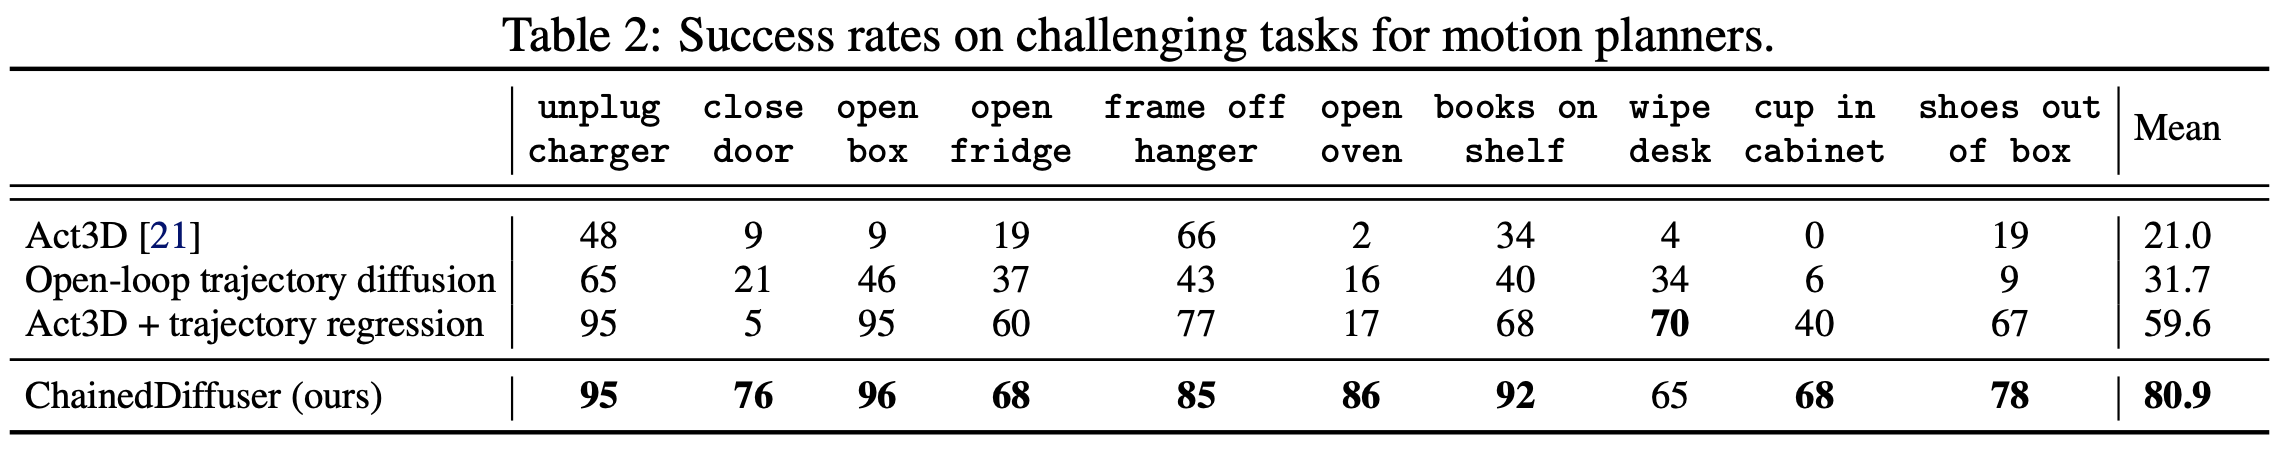 Table 2: Success rates on challenging tasks for motion planners.
unplug charger close door open box open fridge frame off hanger open oven books on shelf wipe desk cup in cabinet shoes out of box Mean
Act3D [21] 48 9 9 19 66 2 34 4 0 19 21.0
Open-loop trajectory diffusion 65 21 46 37 43 16 40 34 6 9 31.7
Act3D + trajectory regression 95 5 95 60 77 17 68 70 40 67 59.6
ChainedDiffuser (ours) 95 76 96 68 85 86 92 65 68 78 80.9